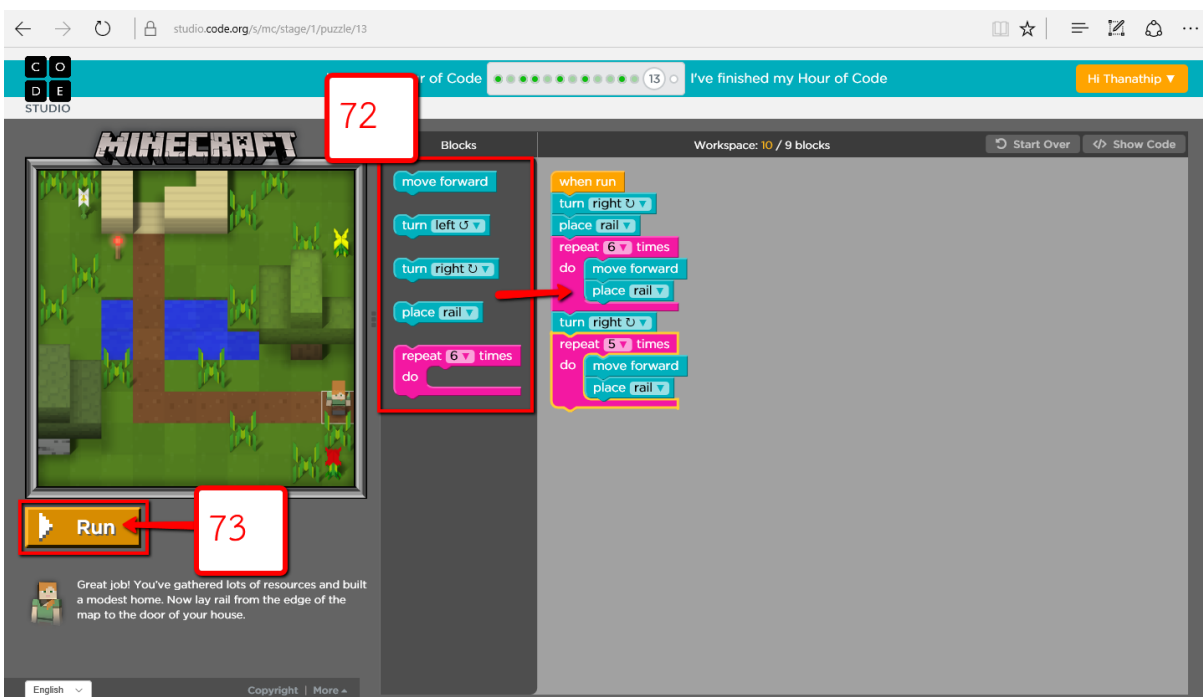 studio.code.org/s/mc/stage/1/puzzle/13
C O
D E
STUDIO
r of Code
13
I've finished my Hour of Code
Hi Thanathip ▼
72
MINECRAFT
Blocks
Workspace: 10 / 9 blocks
Start Over
</> Show Code
move forward
turn left ↺ ▼
turn right ↻ ▼
place rail ▼
repeat 6 ▼ times
do
when run
turn right ↻ ▼
place rail ▼
repeat 6 ▼ times
do move forward
place rail ▼
turn right ↻ ▼
repeat 5 ▼ times
do move forward
place rail ▼
Run
73
Great job! You've gathered lots of resources and built
a modest home. Now lay rail from the edge of the
map to the door of your house.
English
Copyright | More